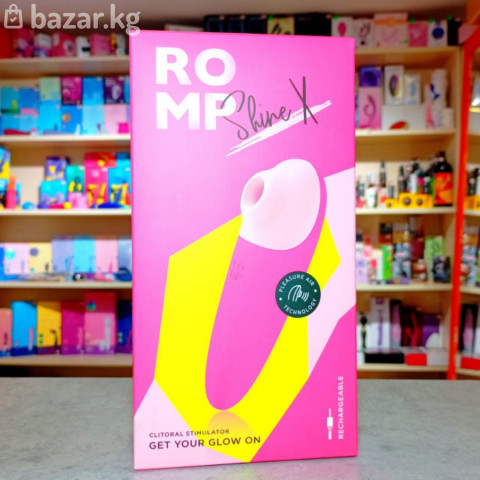 bazar.kg
RO
MP
Shine X
PLEASURE AIR
TECHNOLOGY
RECHARGEABLE
CLITORAL STIMULATOR
GET YOUR GLOW ON